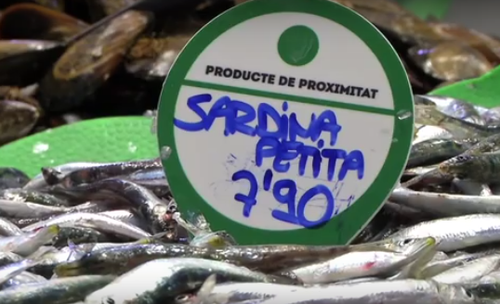 PRODUCTE DE PROXIMITAT
SARDINA
PETITA
7'90